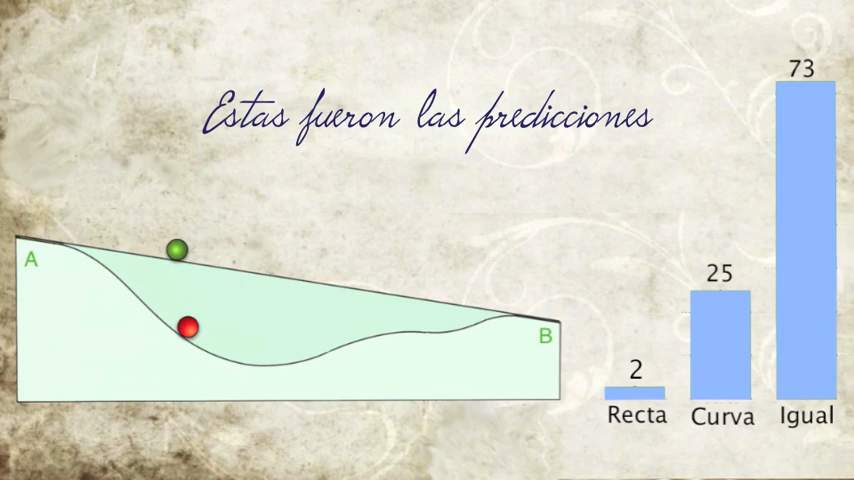 Estas fueron las predicciones
A
B
73
25
2
Recta
Curva
Igual